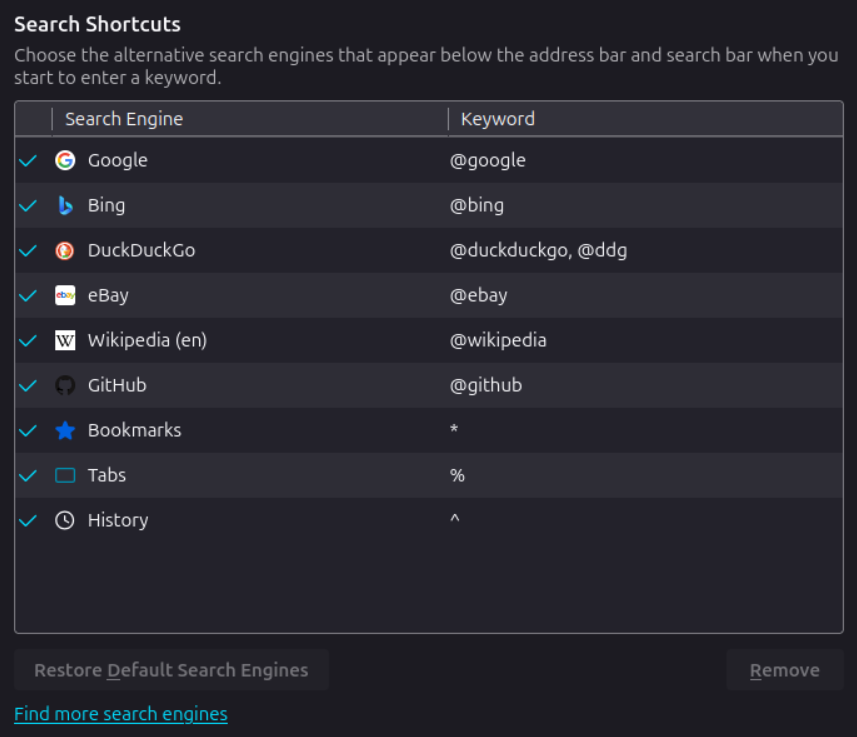 Search Shortcuts
Choose the alternative search engines that appear below the address bar and search bar when you
start to enter a keyword.
Search Engine Keyword
Google @google
Bing @bing
DuckDuckGo @duckduckgo, @ddg
ebay eBay @ebay
W Wikipedia (en) @wikipedia
GitHub @github
Bookmarks *
Tabs %
History ^
Restore Default Search Engines Remove
Find more search engines